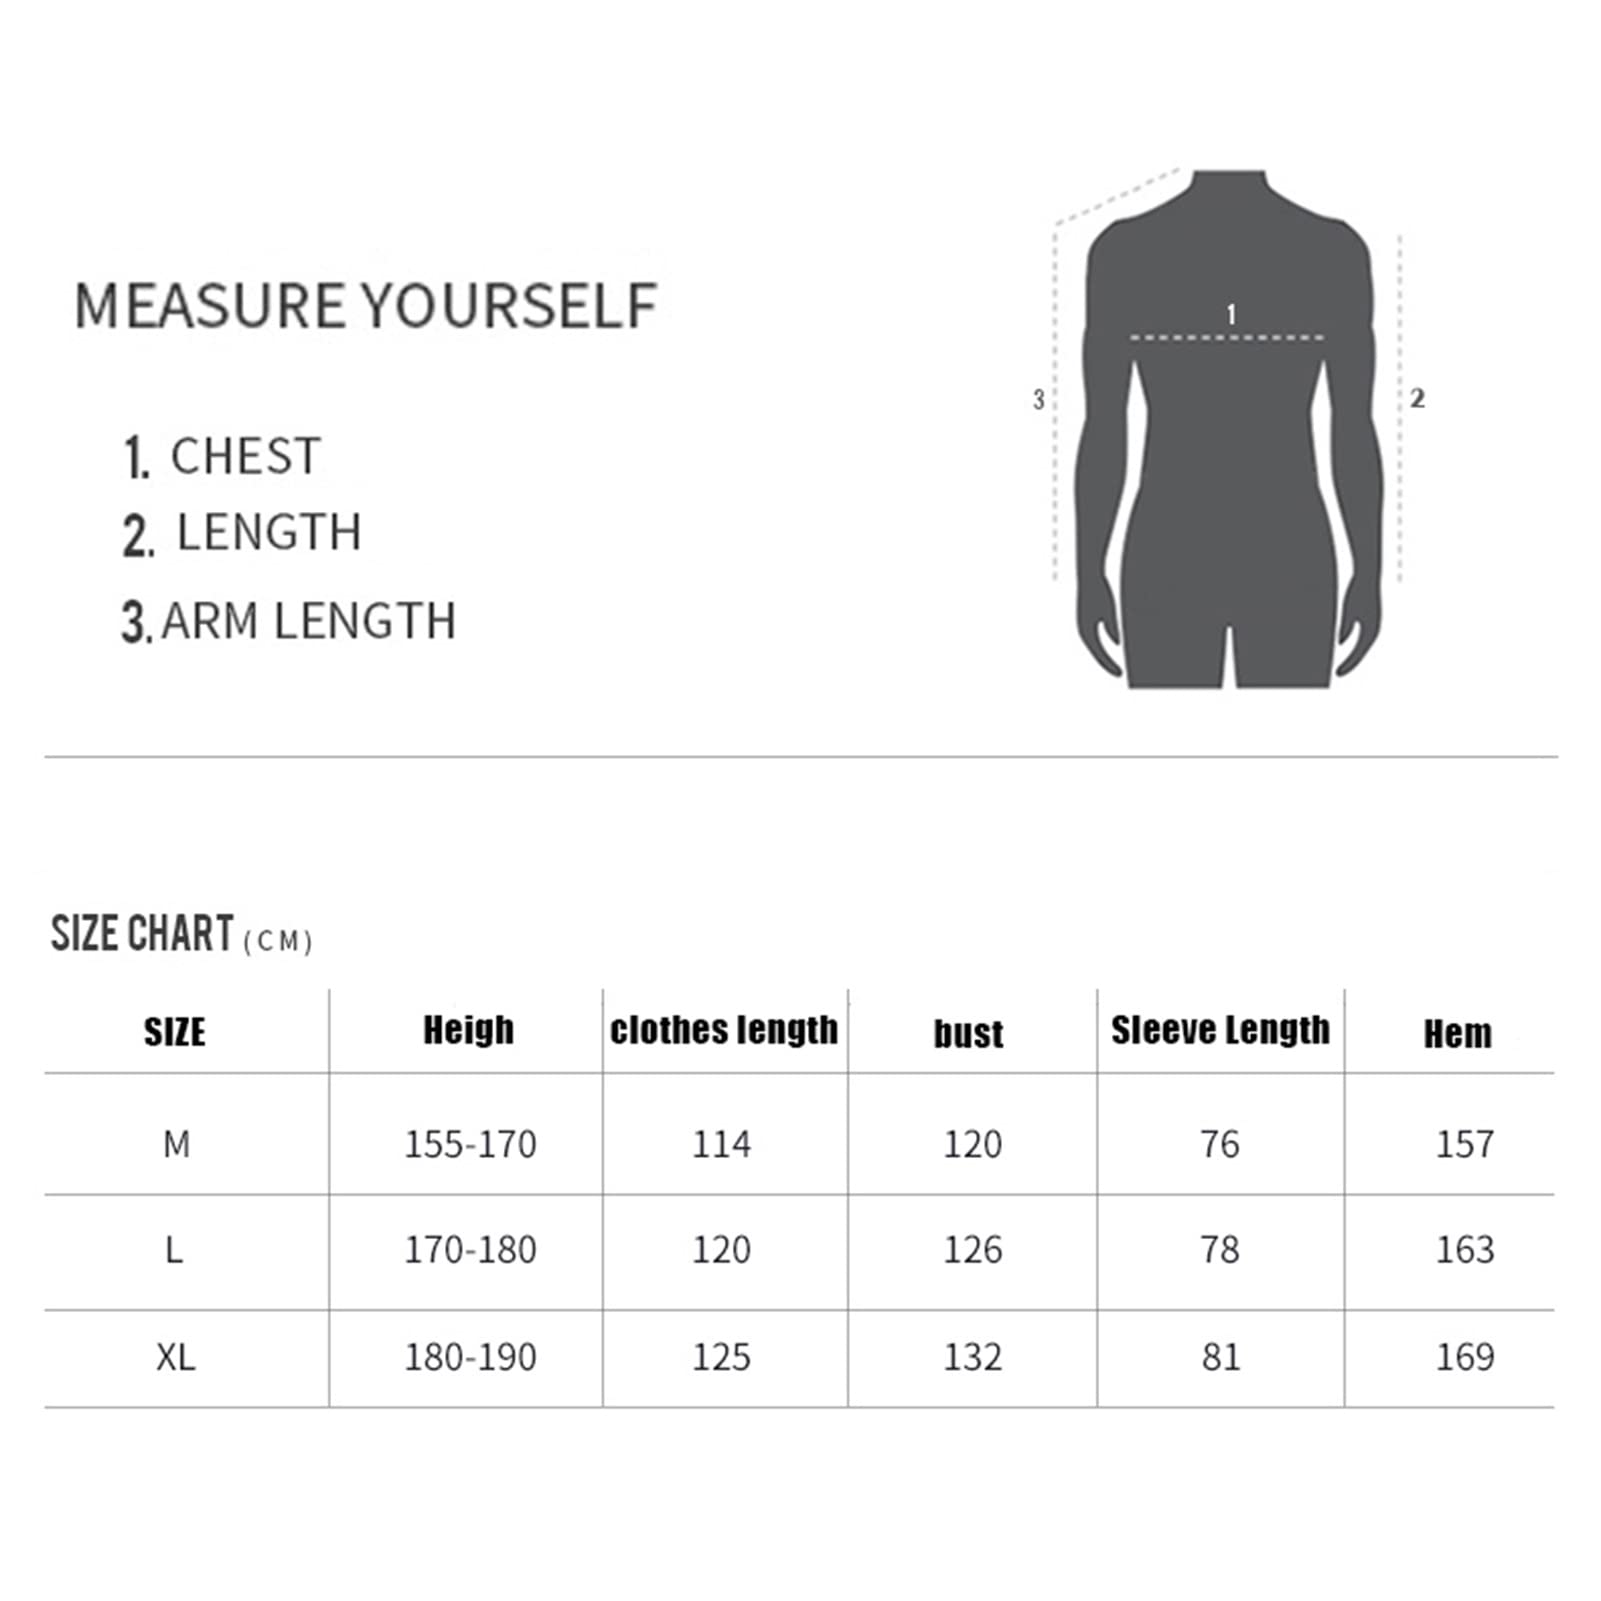 MEASURE YOURSELF
1. CHEST
2. LENGTH
3. ARM LENGTH
1
3
2
SIZE CHART (CM)
SIZE Heigh clothes length bust Sleeve Length Hem
M 155-170 114 120 76 157
L 170-180 120 126 78 163
XL 180-190 125 132 81 169